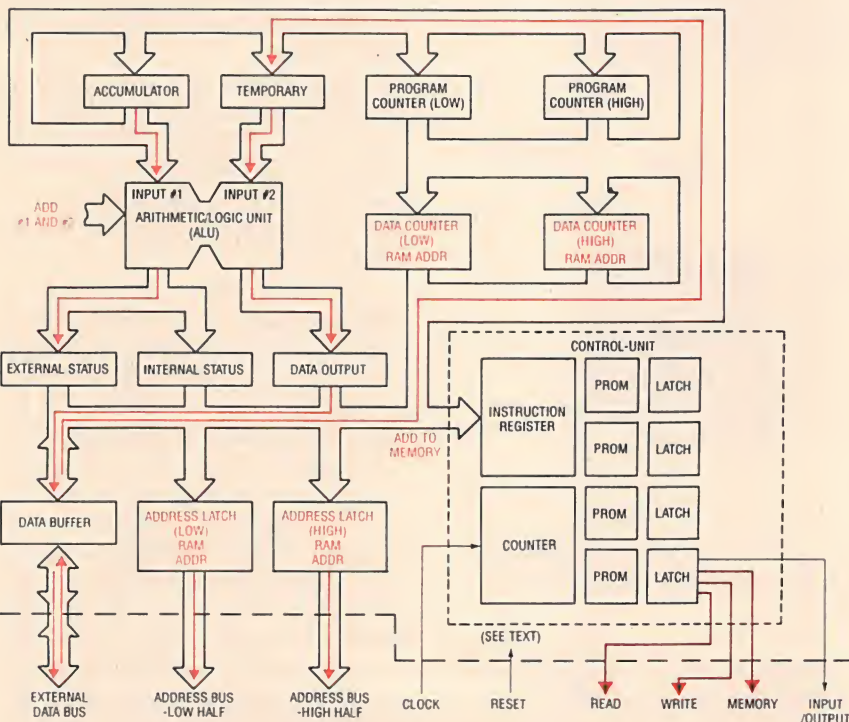 ACCUMULATOR
TEMPORARY
PROGRAM
COUNTER (LOW)
PROGRAM
COUNTER (HIGH)
INPUT #1
INPUT #2
ARITHMETIC/LOGIC UNIT
(ALU)
ADD
#1 AND #2
DATA COUNTER
(LOW)
RAM ADDR
DATA COUNTER
(HIGH)
RAM ADDR
EXTERNAL STATUS
INTERNAL STATUS
DATA OUTPUT
CONTROL-UNIT
INSTRUCTION
REGISTER
PROM
LATCH
PROM
LATCH
ADD TO
MEMORY
COUNTER
PROM
LATCH
PROM
LATCH
DATA BUFFER
ADDRESS LATCH
(LOW)
RAM
ADDR
ADDRESS LATCH
(HIGH)
RAM
ADDR
(SEE TEXT)
EXTERNAL
DATA BUS
ADDRESS BUS
-LOW HALF
ADDRESS BUS
-HIGH HALF
CLOCK
RESET
READ
WRITE
MEMORY
INPUT
/OUTPUT